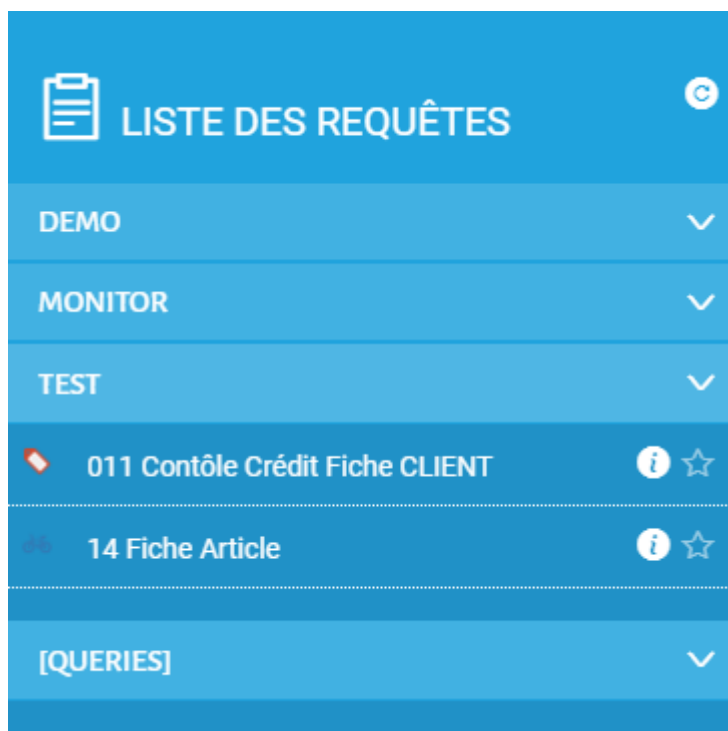 LISTE DES REQUÊTES
DEMO
MONITOR
TEST
011 Contôle Crédit Fiche CLIENT
14 Fiche Article
[QUERIES]